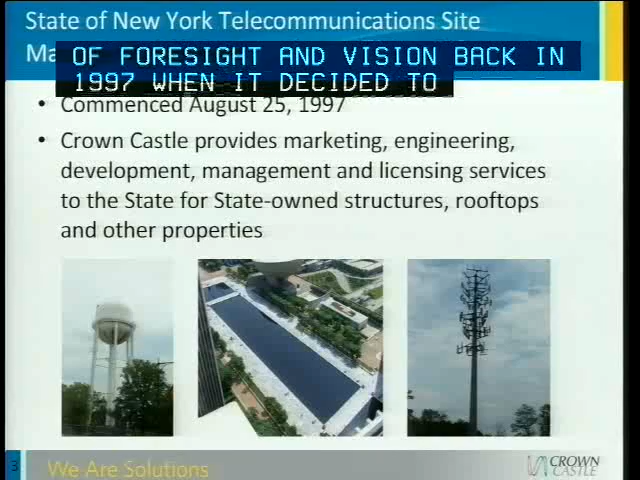 State of New York Telecommunications Site
Ma
OF FORESIGHT AND VISION BACK IN
1997 WHEN IT DECIDED TO
• Commenced August 25, 1997
• Crown Castle provides marketing, engineering,
development, management and licensing services
to the State for State-owned structures, rooftops
and other properties
3
We Are Solutions
CROWN
CASTLE